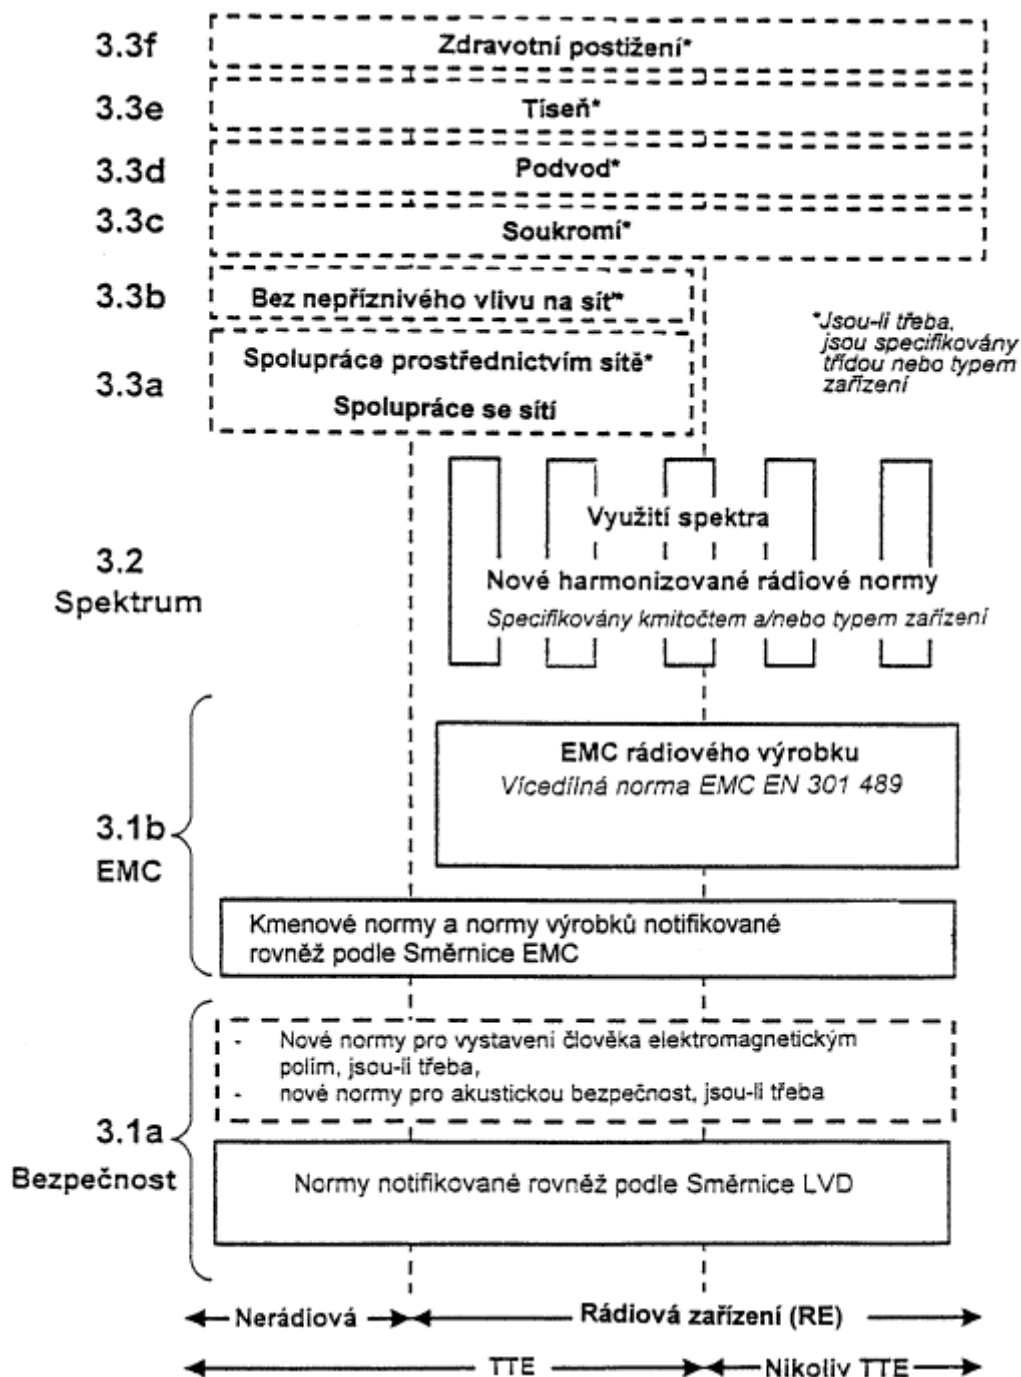 3.3f
Zdravotní postižení*
3.3e
Tíseň*
3.3d
Podvod*
3.3c
Soukromí*
3.3b
Bez nepříznivého vlivu na síť*
3.3a
Spolupráce prostřednictvím sítě*
Spolupráce se sítí
*Jsou-li třeba,
jsou specifikovány
třídou nebo typem
zařízení
3.2
Spektrum
Využití spektra
Nové harmonizované rádiové normy
Specifikovány kmitočtem a/nebo typem zařízení
3.1b
EMC
EMC rádiového výrobku
Vícedílná norma EMC EN 301 489
Kmenové normy a normy výrobků notifikované
rovněž podle Směrnice EMC
3.1a
Bezpečnost
- Nové normy pro vystavení člověka elektromagnetickým
polím, jsou-li třeba,
- nové normy pro akustickou bezpečnost, jsou-li třeba
Normy notifikované rovněž podle Směrnice LVD
Nerádiová
Rádiová zařízení (RE)
TTE
Nikoliv TTE